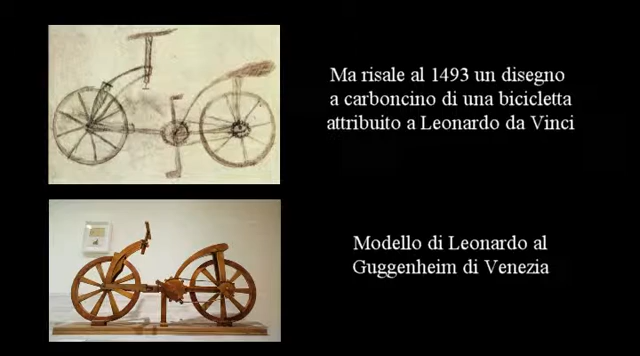 Ma risale al 1493 un disegno
a carboncino di una bicicletta
attribuito a Leonardo da Vinci
Modello di Leonardo al
Guggenheim di Venezia